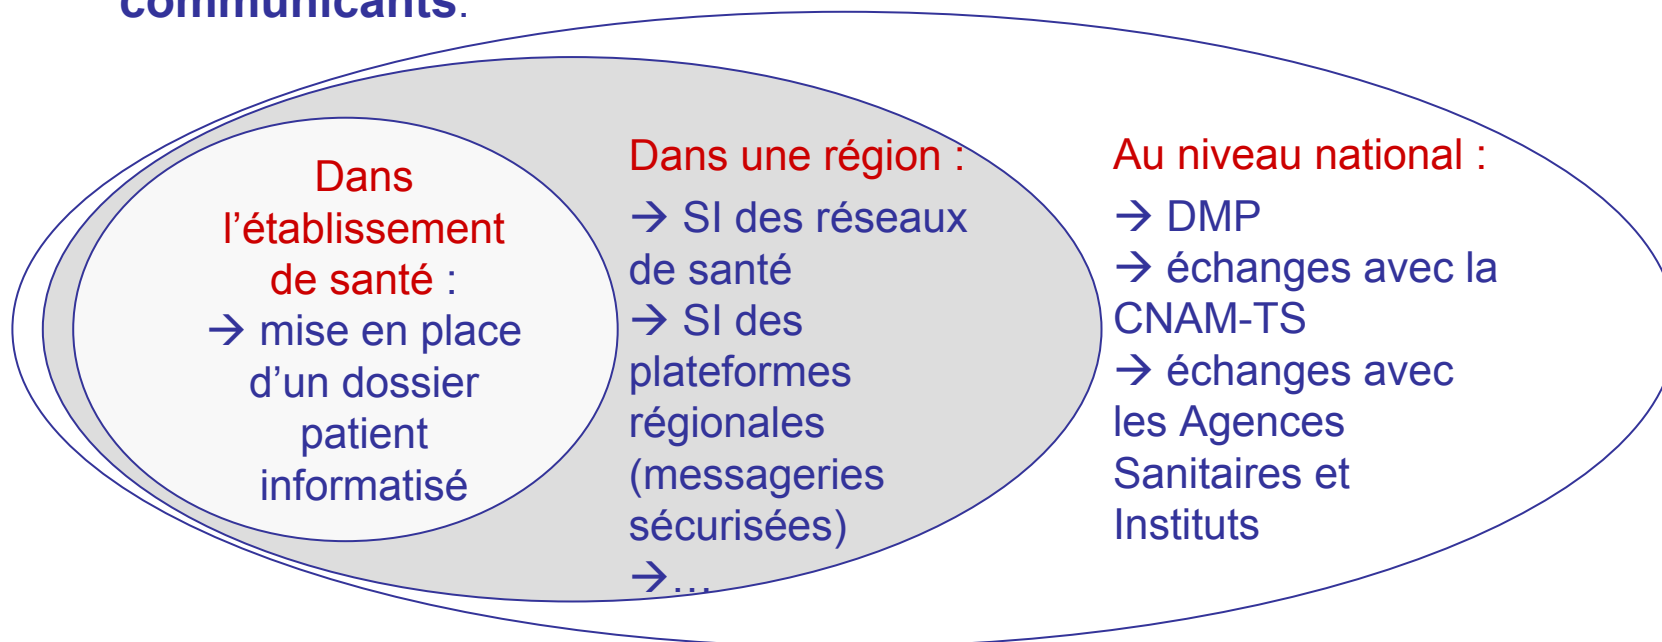 communicants.
Dans
l’établissement
de santé :
→ mise en place
d’un dossier
patient
informatisé
Dans une région :
→ SI des réseaux
de santé
→ SI des
plateformes
régionales
(messageries
sécurisées)
→...
Au niveau national :
→ DMP
→ échanges avec la
CNAM-TS
→ échanges avec
les Agences
Sanitaires et
Instituts